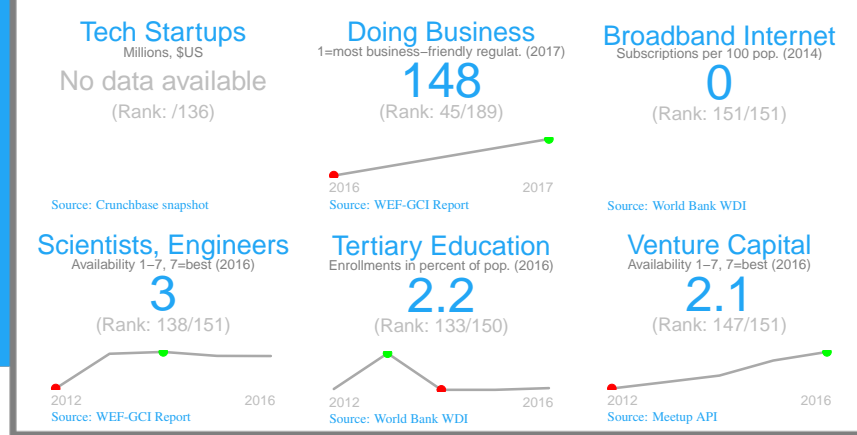 Tech Startups
Millions, $US
No data available
(Rank: /136)
Source: Crunchbase snapshot
Doing Business
1=most business−friendly regulat. (2017)
148
(Rank: 45/189)
2016 2017
Source: WEF-GCI Report
Broadband Internet
Subscriptions per 100 pop. (2014)
0
(Rank: 151/151)
Source: World Bank WDI
Scientists, Engineers
Availability 1−7, 7=best (2016)
3
(Rank: 138/151)
2012 2016
Source: WEF-GCI Report
Tertiary Education
Enrollments in percent of pop. (2016)
2.2
(Rank: 133/150)
2012 2016
Source: World Bank WDI
Venture Capital
Availability 1−7, 7=best (2016)
2.1
(Rank: 147/151)
2012 2016
Source: Meetup API